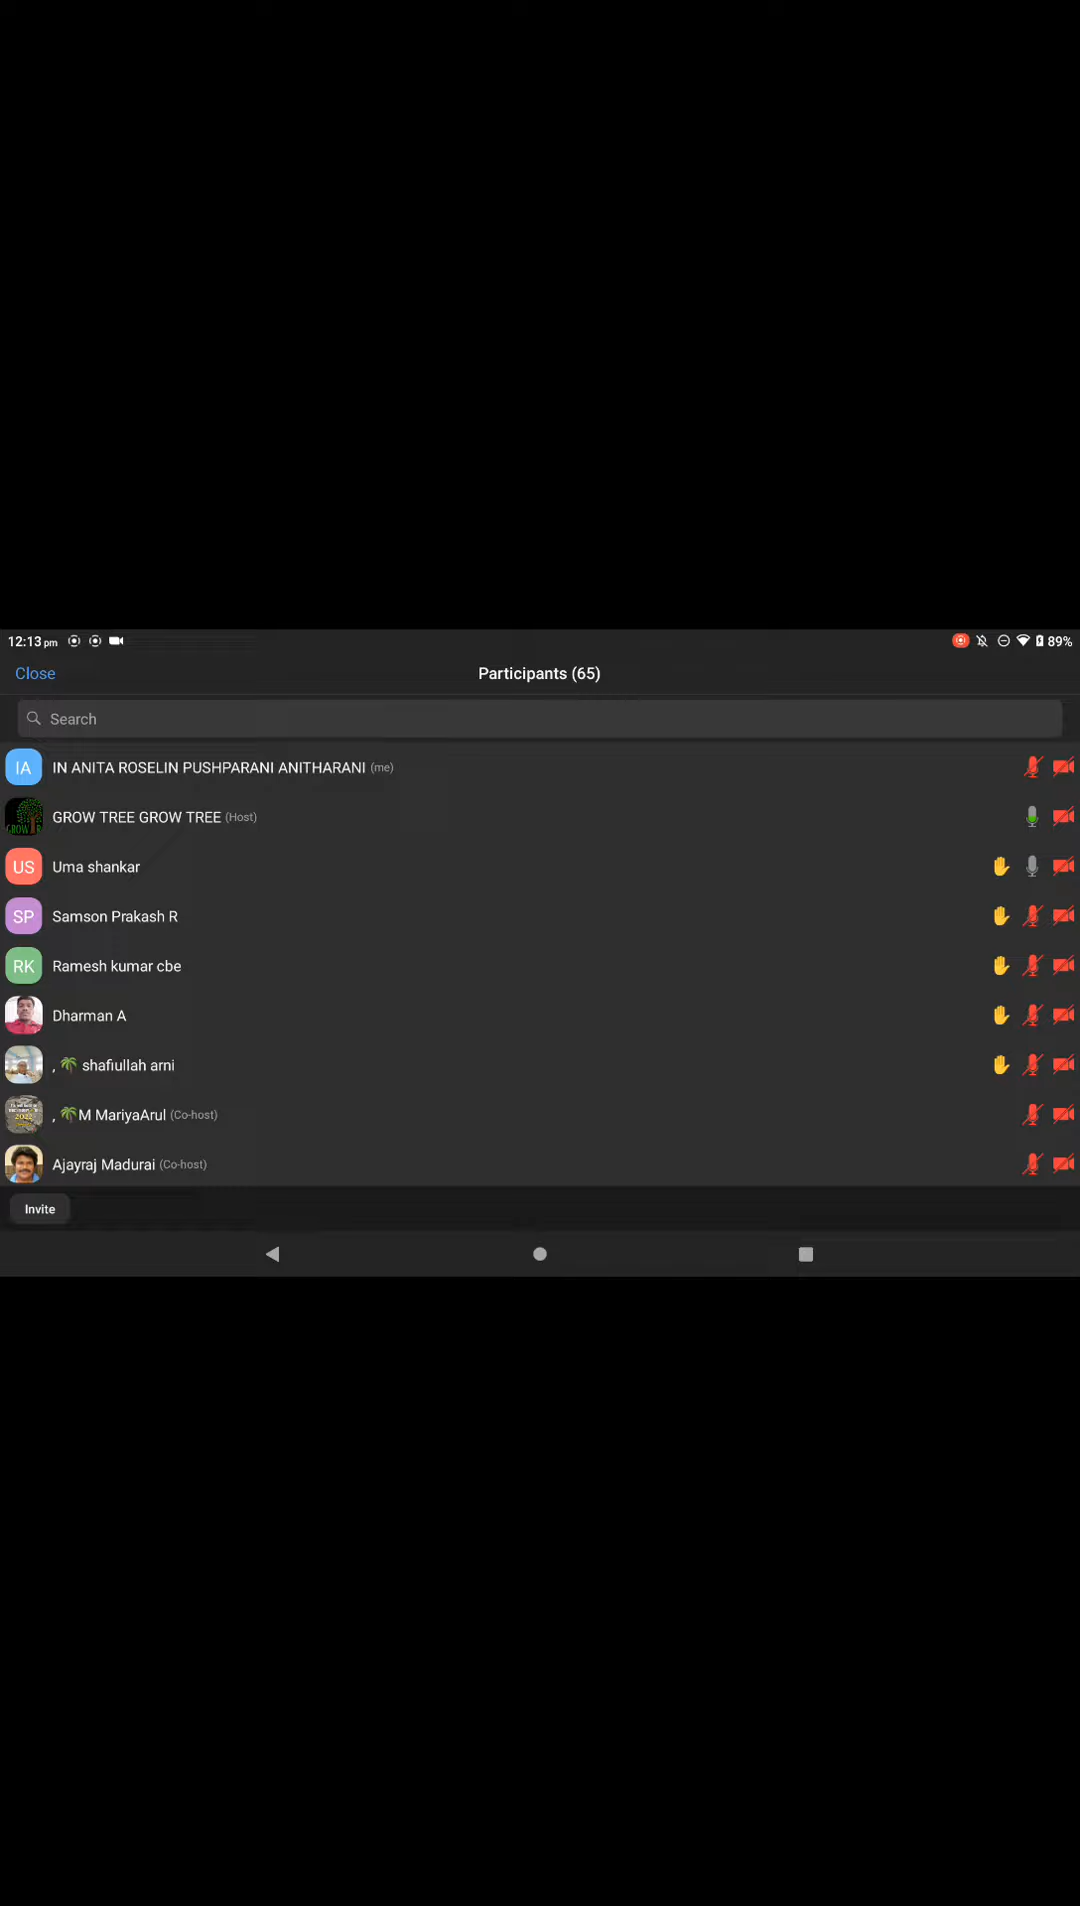 12:13 pm 89%
Close Participants (65)
Search
IA IN ANITA ROSELIN PUSHPARANI ANITHARANI (me)
GROW TREE GROW TREE (Host)
US Uma shankar
SP Samson Prakash R
RK Ramesh kumar cbe
Dharman A
, 🌴 shafiullah arni
, 🌴M MariyaArul (Co-host)
Ajayraj Madurai (Co-host)
Invite